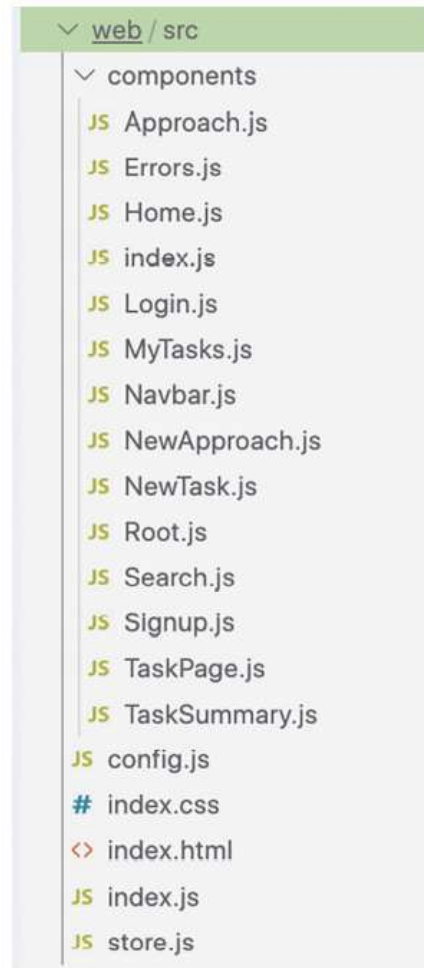 web / src
components
JS Approach.js
JS Errors.js
JS Home.js
JS index.js
JS Login.js
JS MyTasks.js
JS Navbar.js
JS NewApproach.js
JS NewTask.js
JS Root.js
JS Search.js
JS Signup.js
JS TaskPage.js
JS TaskSummary.js
JS config.js
# index.css
<> index.html
JS index.js
JS store.js